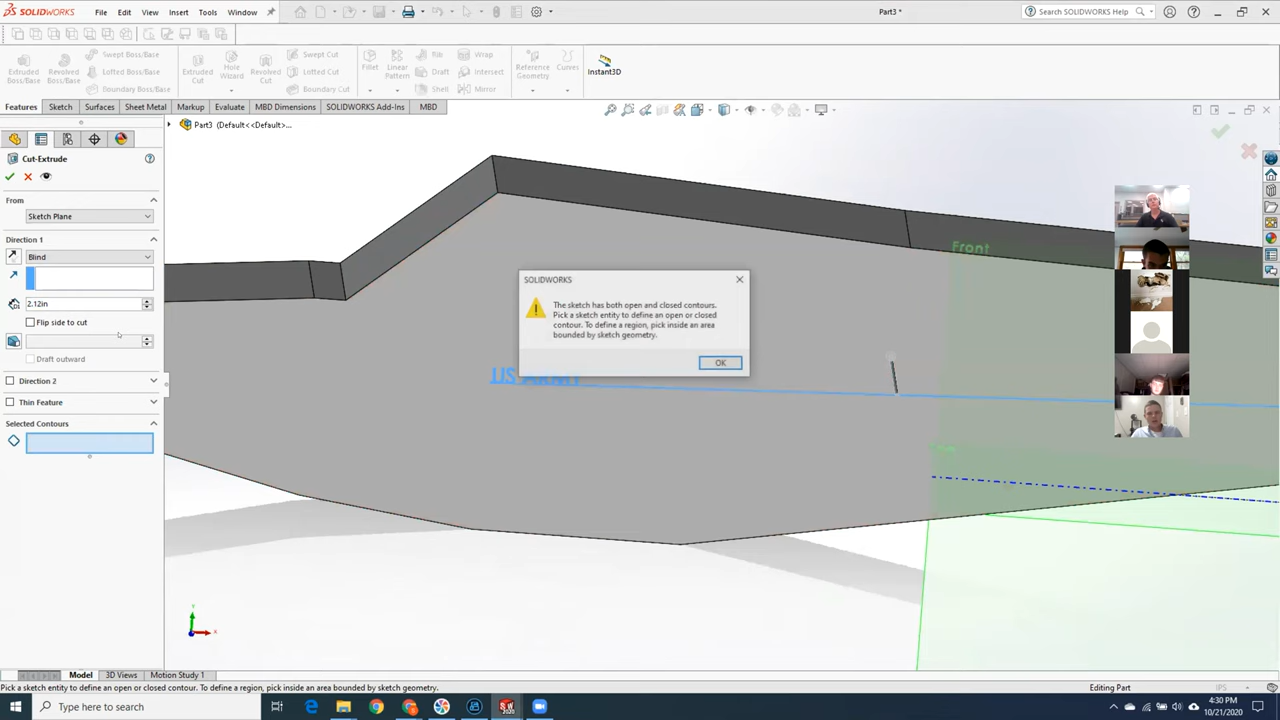 SOLIDWORKS File Edit View Insert Tools Window Part3 * Search SOLIDWORKS Help
Extruded Boss/Base
Revolved Boss/Base
Swept Boss/Base
Lofted Boss/Base
Boundary Boss/Base
Extruded Cut
Hole Wizard
Revolved Cut
Swept Cut
Lofted Cut
Boundary Cut
Fillet
Linear Pattern
Rib
Draft
Shell
Wrap
Intersect
Mirror
Reference Geometry
Curves
Instant3D
Features Sketch Surfaces Sheet Metal Markup Evaluate MBD Dimensions SOLIDWORKS Add-Ins MBD
Part3 (Default<<Default>...
Cut-Extrude
From
Sketch Plane
Direction 1
Blind
2.12in
Flip side to cut
Draft outward
Direction 2
Thin Feature
Selected Contours
Front
SOLIDWORKS
The sketch has both open and closed contours.
Pick a sketch entity to define an open or closed
contour. To define a region, pick inside an area
bounded by sketch geometry.
OK
US ARMY
Model 3D Views Motion Study 1
Pick a sketch entity to define an open or closed contour. To define a region, pick inside an area bounded by sketch geometry. Editing Part IPS
Type here to search
4:30 PM
10/21/2020